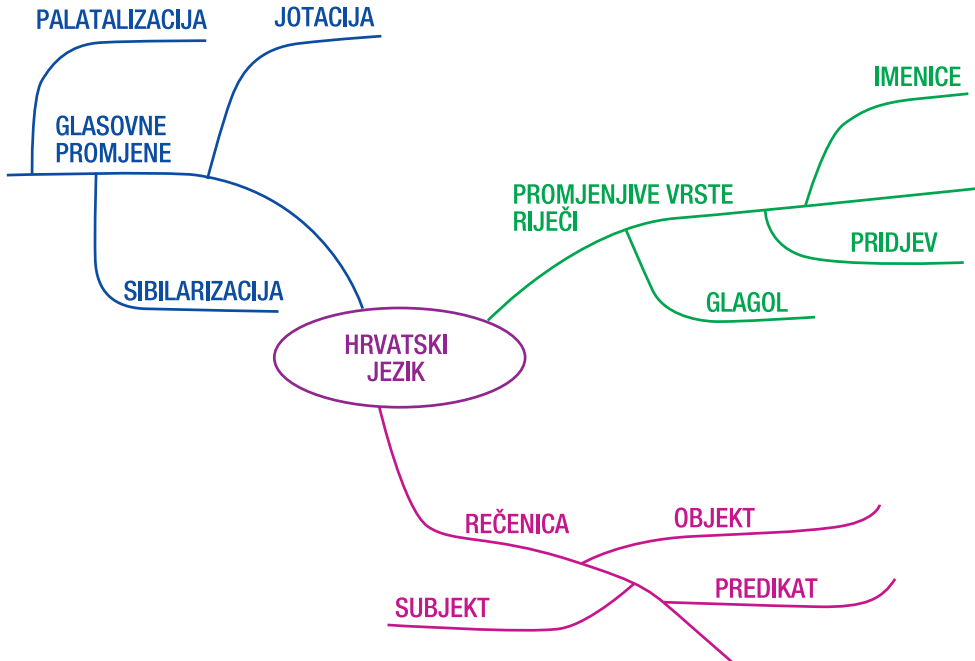 PALATALIZACIJA
JOTACIJA
GLASOVNE
PROMJENE
SIBILARIZACIJA
IMENICE
PROMJENJIVE VRSTE
RIJEČI
PRIDJEV
GLAGOL
HRVATSKI
JEZIK
REČENICA
OBJEKT
PREDIKAT
SUBJEKT